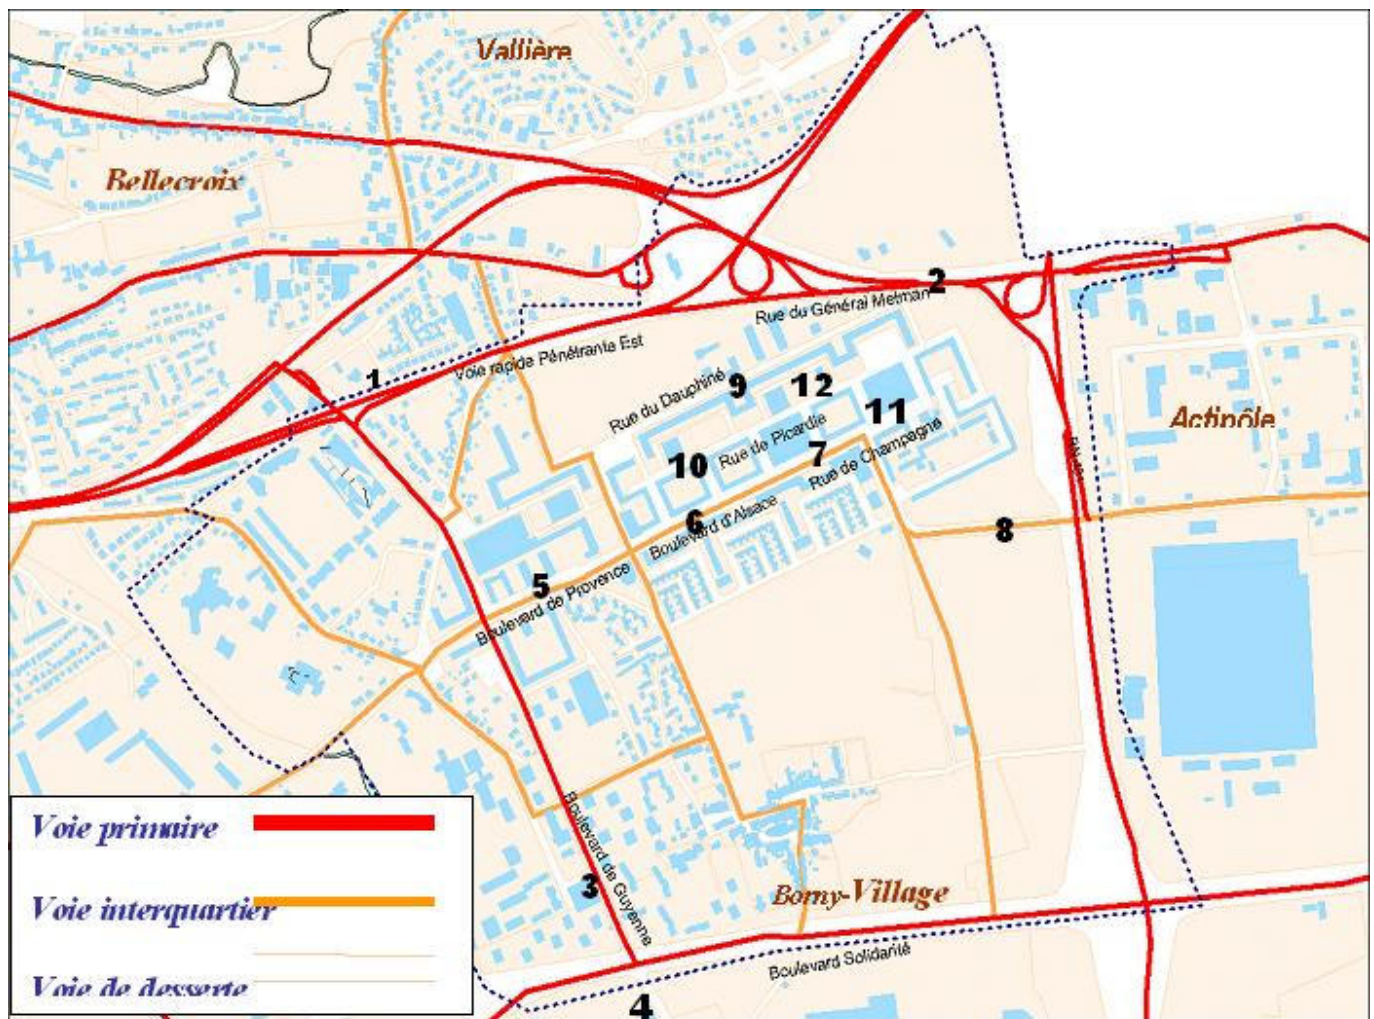 Vallière
Bellecroix
2
Rue du Général Metman
Voie rapide Pénétrante Est
1
Rue du Dauphiné
9
12
11
Actipôle
Rue de Picardie
10
7
Rue de Champagne
6
Boulevard d'Alsace
8
5
Boulevard de Provence
Boulevard de Guyenne
3
Borny-Village
Boulevard Solidarité
4
Voie primaire
Voie interquartier
Voie de desserte